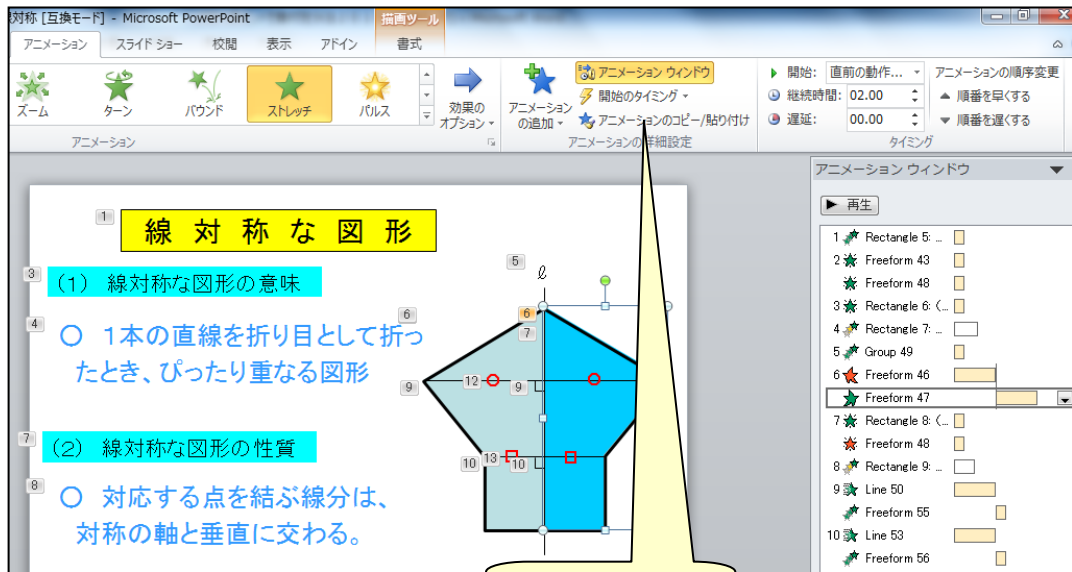 対称 [互換モード] - Microsoft PowerPoint
描画ツール
アニメーション スライド ショー 校閲 表示 アドイン 書式
ズーム ターン バウンド ストレッチ パルス
効果の
オプション
アニメーション
の追加
アニメーション ウィンドウ
開始のタイミング
アニメーションのコピー/貼り付け
開始: 直前の動作...
継続時間: 02.00
遅延: 00.00
アニメーションの順序変更
順番を早くする
順番を遅くする
アニメーション
アニメーションの詳細設定
タイミング
1
線 対 称 な 図 形
3
(1) 線対称な図形の意味
4
○ 1本の直線を折り目として折っ
たとき、ぴったり重なる図形
7
(2) 線対称な図形の性質
8
○ 対応する点を結ぶ線分は、
対称の軸と垂直に交わる。
5
ℓ
6 6
7
12
9 9
13
10 10
アニメーション ウィンドウ
再生
1 Rectangle 5: ...
2 Freeform 43
Freeform 48
3 Rectangle 6: (...
4 Rectangle 7: ...
5 Group 49
6 Freeform 46
Freeform 47
7 Rectangle 8: (...
Freeform 48
8 Rectangle 9: ...
9 Line 50
Freeform 55
10 Line 53
Freeform 56